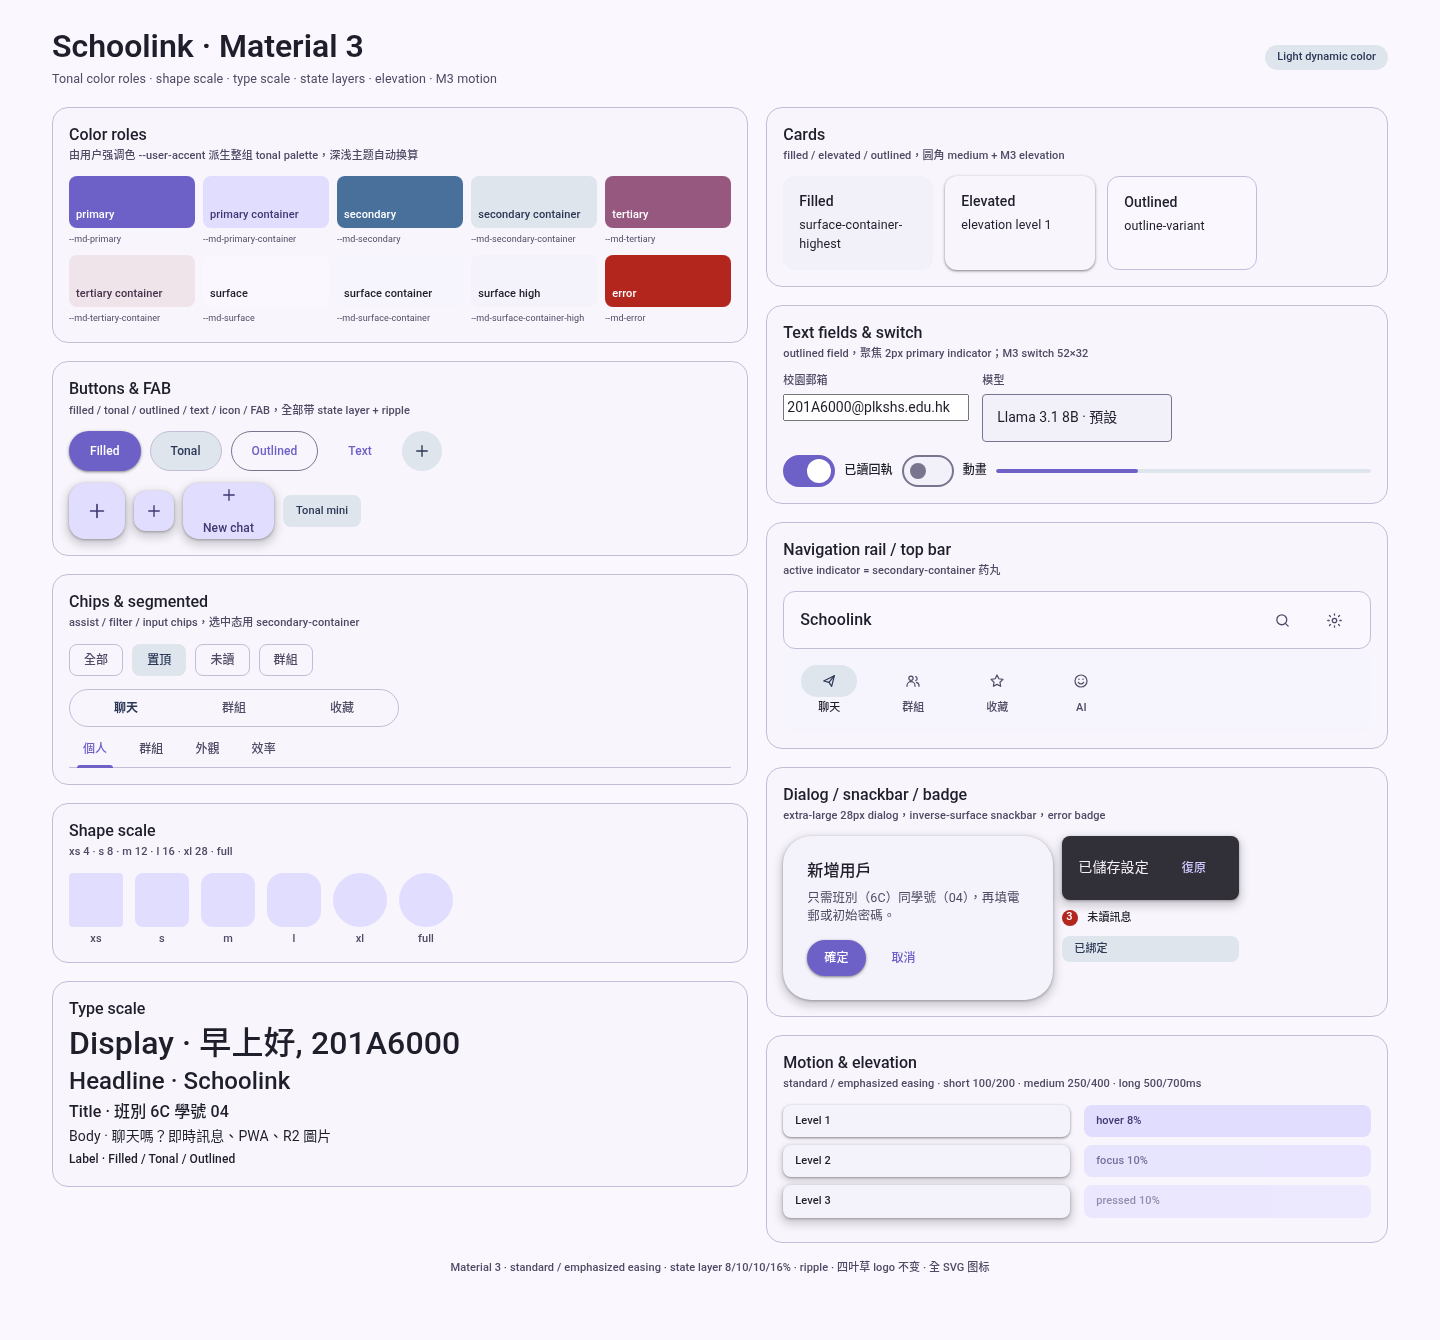 Schoolink · Material 3
Tonal color roles · shape scale · type scale · state layers · elevation · M3 motion
Light dynamic color
Color roles
由用户强调色 --user-accent 派生整组 tonal palette，深浅主题自动换算
primary
primary container
secondary
secondary container
tertiary
--md-primary
--md-primary-container
--md-secondary
--md-secondary-container
--md-tertiary
tertiary container
surface
surface container
surface high
error
--md-tertiary-container
--md-surface
--md-surface-container
--md-surface-container-high
--md-error
Buttons & FAB
filled / tonal / outlined / text / icon / FAB，全部带 state layer + ripple
Filled
Tonal
Outlined
Text
New chat
Tonal mini
Chips & segmented
assist / filter / input chips，选中态用 secondary-container
全部
置頂
未讀
群組
聊天
群組
收藏
個人
群組
外觀
效率
Shape scale
xs 4 · s 8 · m 12 · l 16 · xl 28 · full
xs
s
m
l
xl
full
Type scale
Display · 早上好, 201A6000
Headline · Schoolink
Title · 班別 6C 學號 04
Body · 聊天嗎？即時訊息、PWA、R2 圖片
Label · Filled / Tonal / Outlined
Cards
filled / elevated / outlined，圆角 medium + M3 elevation
Filled
surface-container-
highest
Elevated
elevation level 1
Outlined
outline-variant
Text fields & switch
outlined field，聚焦 2px primary indicator；M3 switch 52×32
校園郵箱
模型
201A6000@plkshs.edu.hk
Llama 3.1 8B · 預設
已讀回執
動畫
Navigation rail / top bar
active indicator = secondary-container 药丸
Schoolink
聊天
群組
收藏
AI
Dialog / snackbar / badge
extra-large 28px dialog，inverse-surface snackbar，error badge
新增用戶
只需班別（6C）同學號（04），再填電
郵或初始密碼。
確定
取消
已儲存設定
復原
3
未讀訊息
已綁定
Motion & elevation
standard / emphasized easing · short 100/200 · medium 250/400 · long 500/700ms
Level 1
hover 8%
Level 2
focus 10%
Level 3
pressed 10%
Material 3 · standard / emphasized easing · state layer 8/10/10/16% · ripple · 四叶草 logo 不变 · 全 SVG 图标